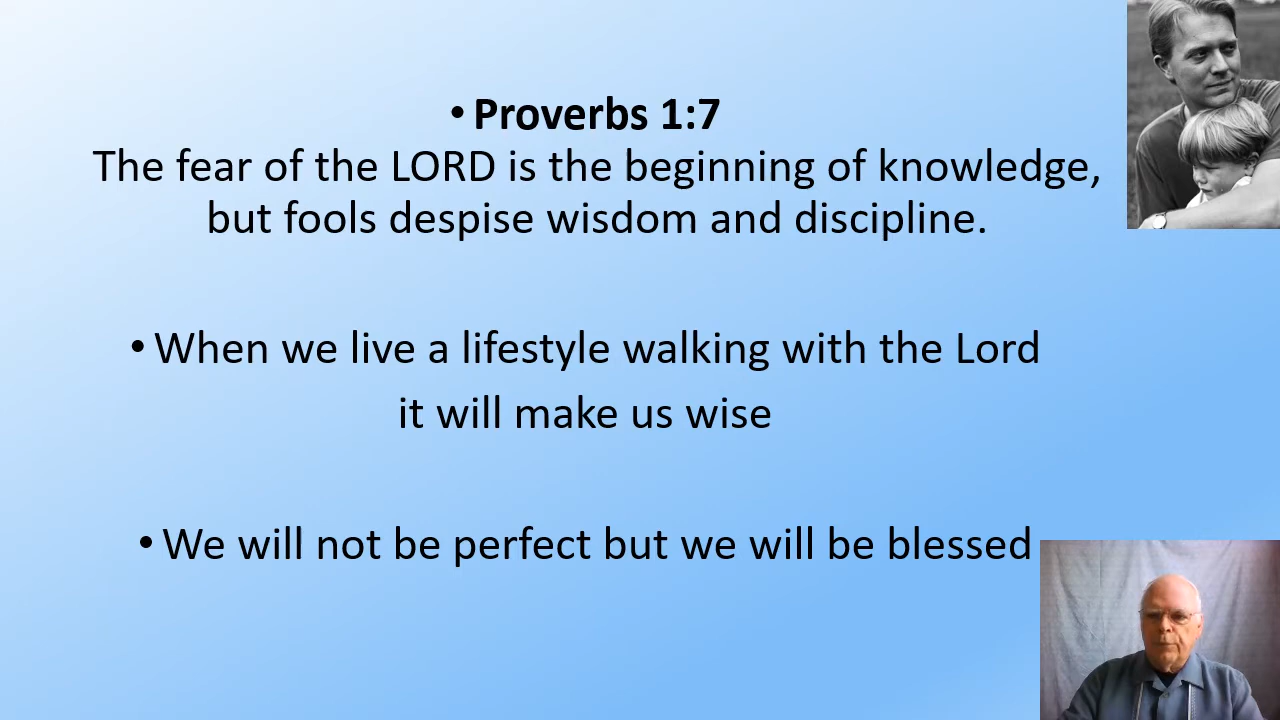 • Proverbs 1:7
The fear of the LORD is the beginning of knowledge,
but fools despise wisdom and discipline.
• When we live a lifestyle walking with the Lord
it will make us wise
• We will not be perfect but we will be blessed